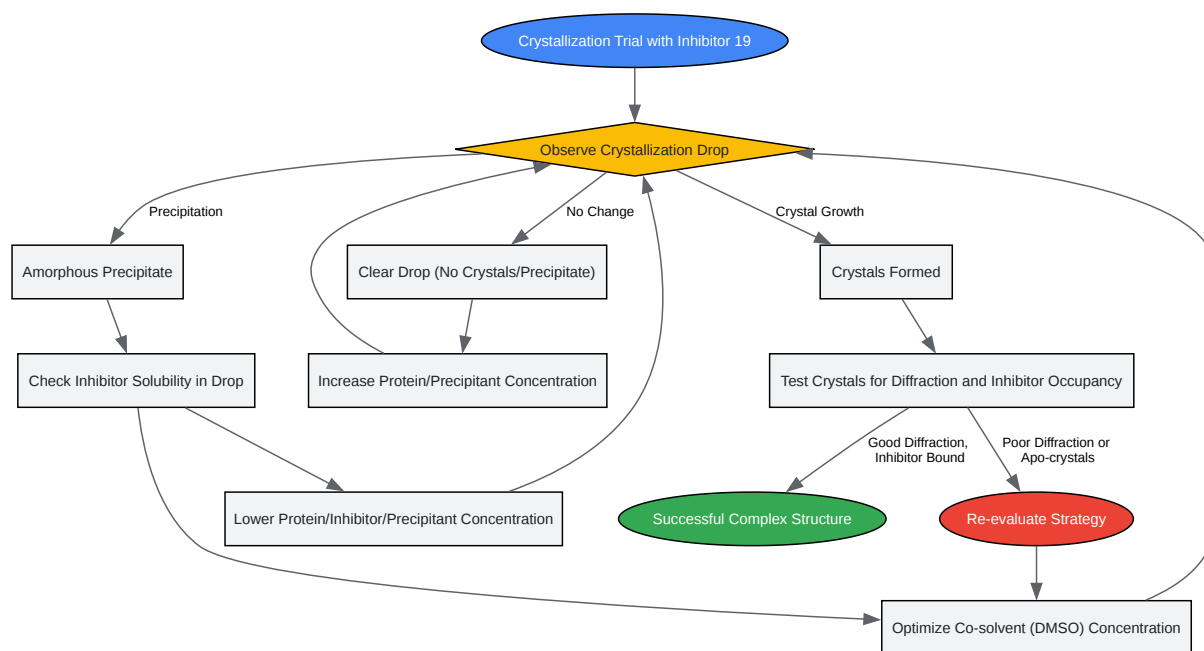 Crystallization Trial with Inhibitor 19
Observe Crystallization Drop
Precipitation
No Change
Crystal Growth
Amorphous Precipitate
Clear Drop (No Crystals/Precipitate)
Crystals Formed
Check Inhibitor Solubility in Drop
Increase Protein/Precipitant Concentration
Test Crystals for Diffraction and Inhibitor Occupancy
Good Diffraction,
Inhibitor Bound
Poor Diffraction or
Apo-crystals
Lower Protein/Inhibitor/Precipitant Concentration
Successful Complex Structure
Re-evaluate Strategy
Optimize Co-solvent (DMSO) Concentration